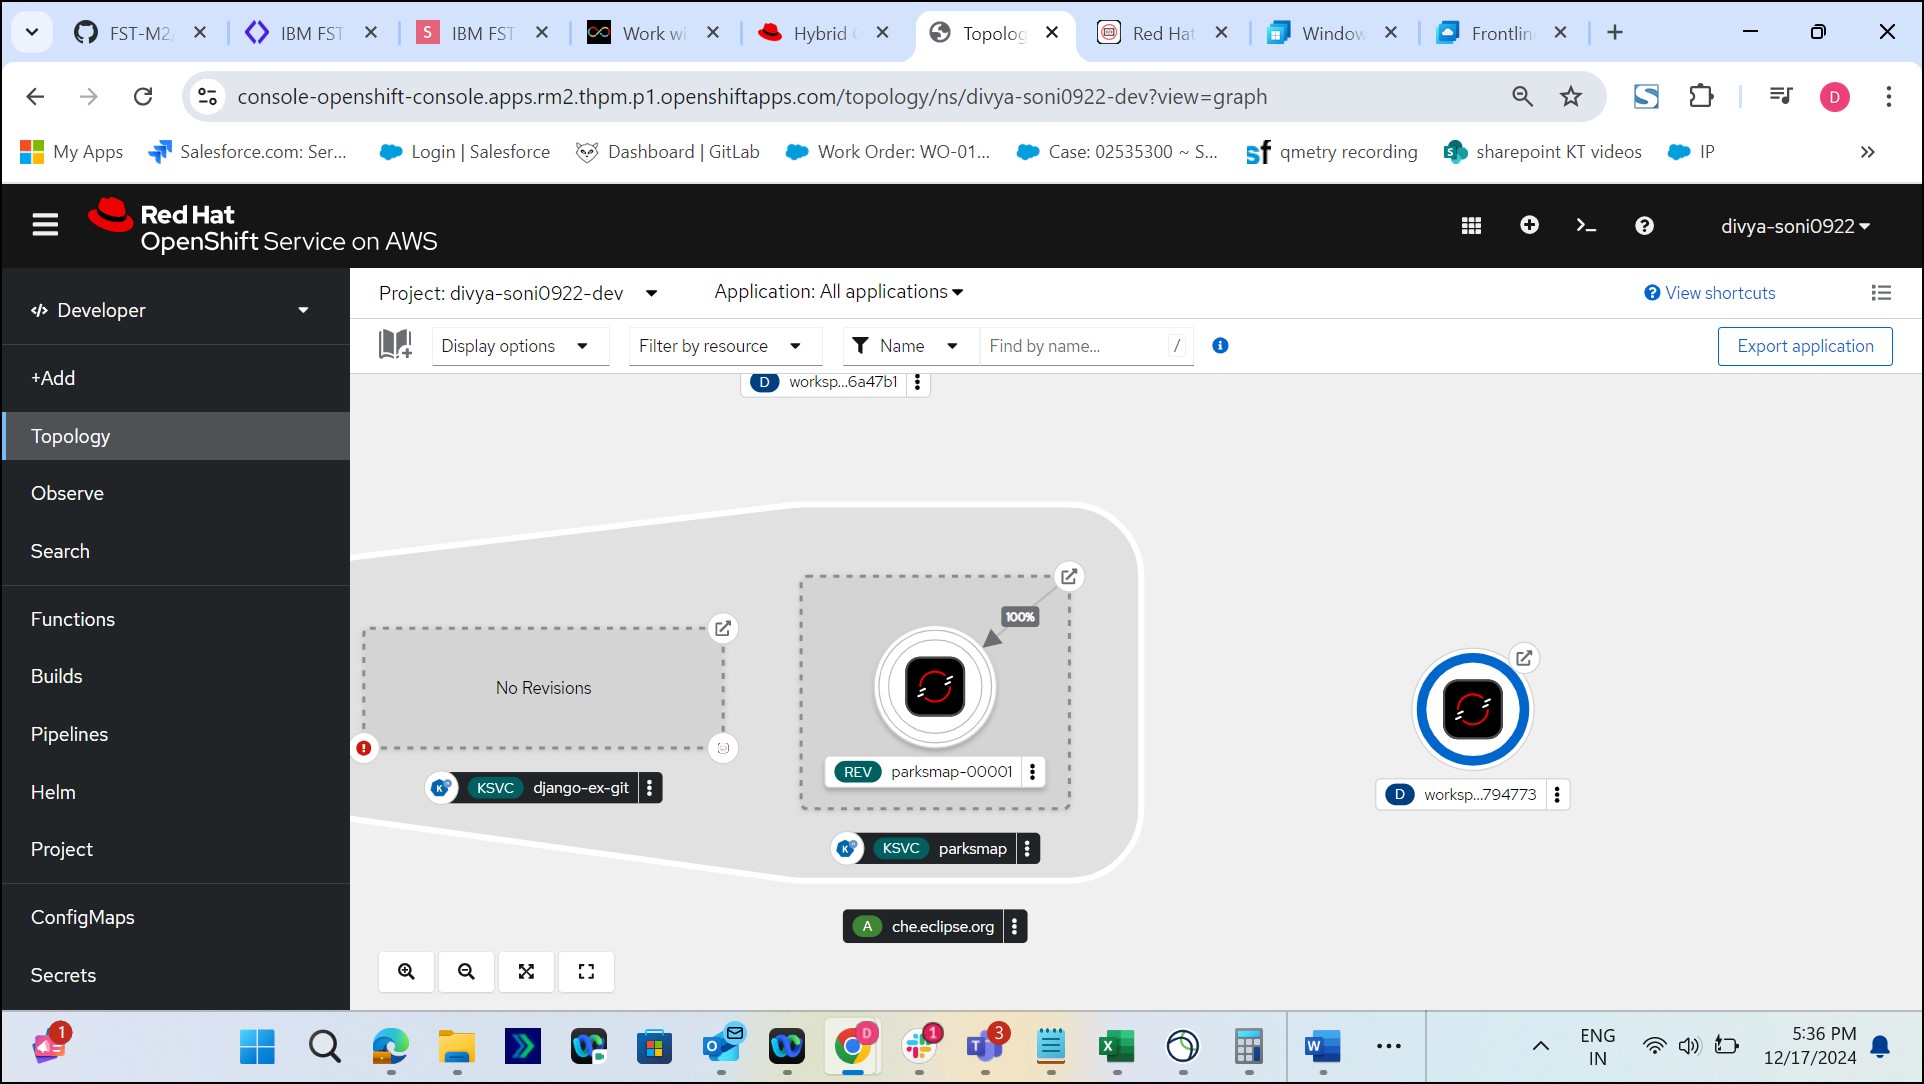 FST-M2
IBM FST
S
IBM FST
Work wi
Hybrid C
Topolog
Red Hat
Window
Frontlin
console-openshift-console.apps.rm2.thpm.p1.openshiftapps.com/topology/ns/divya-soni0922-dev?view=graph
S
D
My Apps
Salesforce.com: Ser...
Login | Salesforce
Dashboard | GitLab
Work Order: WO-01...
Case: 02535300 ~ S...
sf
qmetry recording
sharepoint KT videos
IP
Red Hat
OpenShift Service on AWS
divya-soni0922
Developer
+Add
Topology
Observe
Search
Functions
Builds
Pipelines
Helm
Project
ConfigMaps
Secrets
Project: divya-soni0922-dev
Application: All applications
View shortcuts
Display options
Filter by resource
Name
Find by name...
/
Export application
D
worksp...6a47b1
100%
No Revisions
REV
parksmap-00001
KSVC
django-ex-git
KSVC
parksmap
D
worksp...794773
A
che.eclipse.org
1
D
1
3
ENG
IN
5:36 PM
12/17/2024